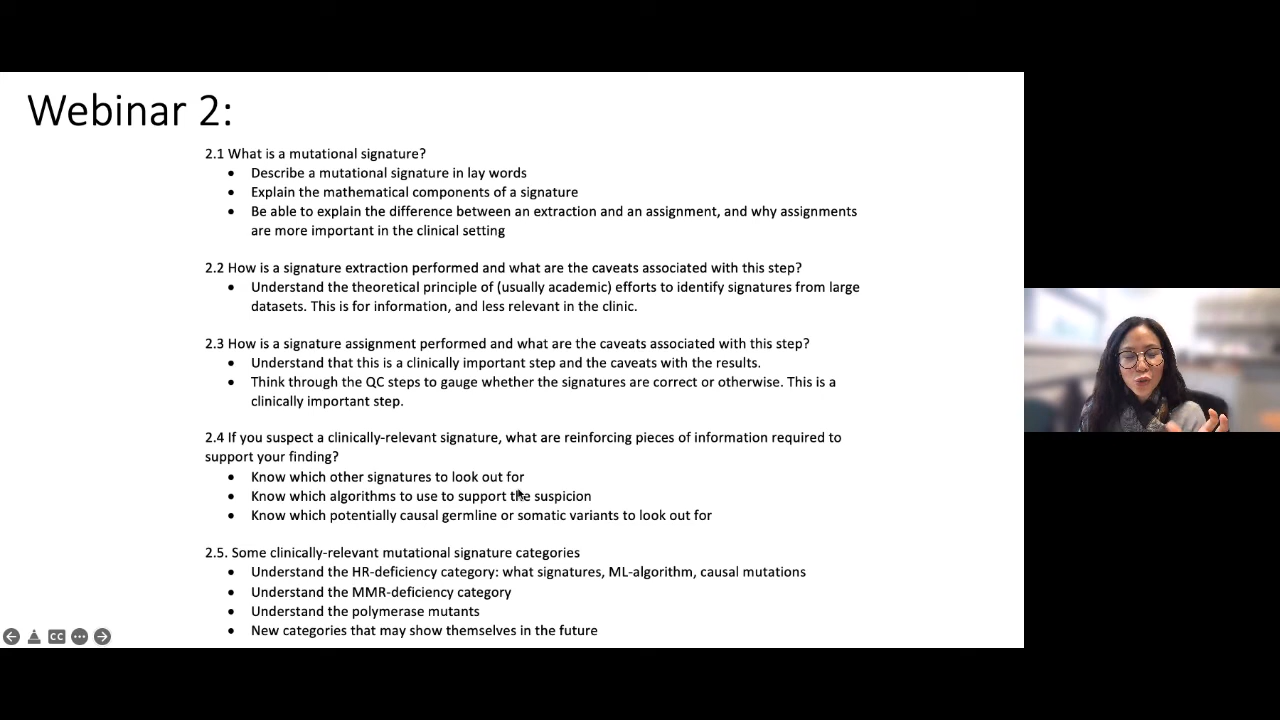 Webinar 2:
2.1 What is a mutational signature?
• Describe a mutational signature in lay words
• Explain the mathematical components of a signature
• Be able to explain the difference between an extraction and an assignment, and why assignments
are more important in the clinical setting
2.2 How is a signature extraction performed and what are the caveats associated with this step?
• Understand the theoretical principle of (usually academic) efforts to identify signatures from large
datasets. This is for information, and less relevant in the clinic.
2.3 How is a signature assignment performed and what are the caveats associated with this step?
• Understand that this is a clinically important step and the caveats with the results.
• Think through the QC steps to gauge whether the signatures are correct or otherwise. This is a
clinically important step.
2.4 If you suspect a clinically-relevant signature, what are reinforcing pieces of information required to
support your finding?
• Know which other signatures to look out for
• Know which algorithms to use to support the suspicion
• Know which potentially causal germline or somatic variants to look out for
2.5. Some clinically-relevant mutational signature categories
• Understand the HR-deficiency category: what signatures, ML-algorithm, causal mutations
• Understand the MMR-deficiency category
• Understand the polymerase mutants
• New categories that may show themselves in the future
CC